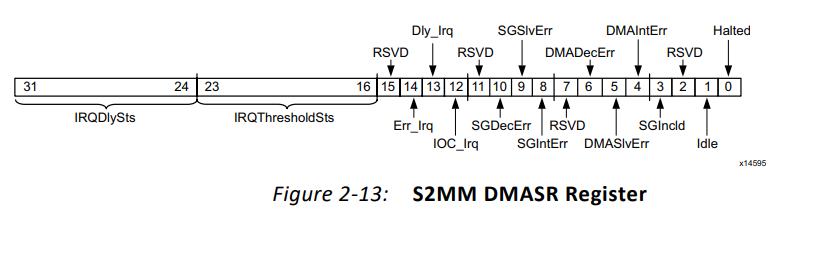 Dly_Irq SGSlvErr DMAIntErr Halted
RSVD RSVD DMADecErr RSVD
31 24 23 16 15 14 13 12 11 10 9 8 7 6 5 4 3 2 1 0
IRQDlySts IRQThresholdSts Err_Irq SGDecErr RSVD SGIncld
IOC_Irq SGIntErr DMASlvErr Idle
x14595
Figure 2-13: S2MM DMASR Register